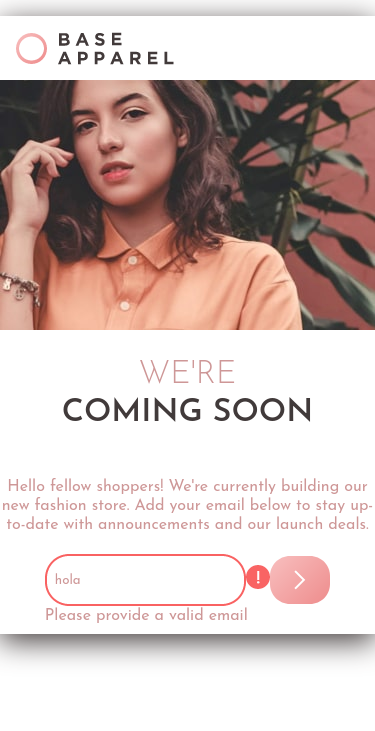 BASE
APPAREL
WE'RE
COMING SOON
Hello fellow shoppers! We're currently building our
new fashion store. Add your email below to stay up-
to-date with announcements and our launch deals.
hola
!
Please provide a valid email